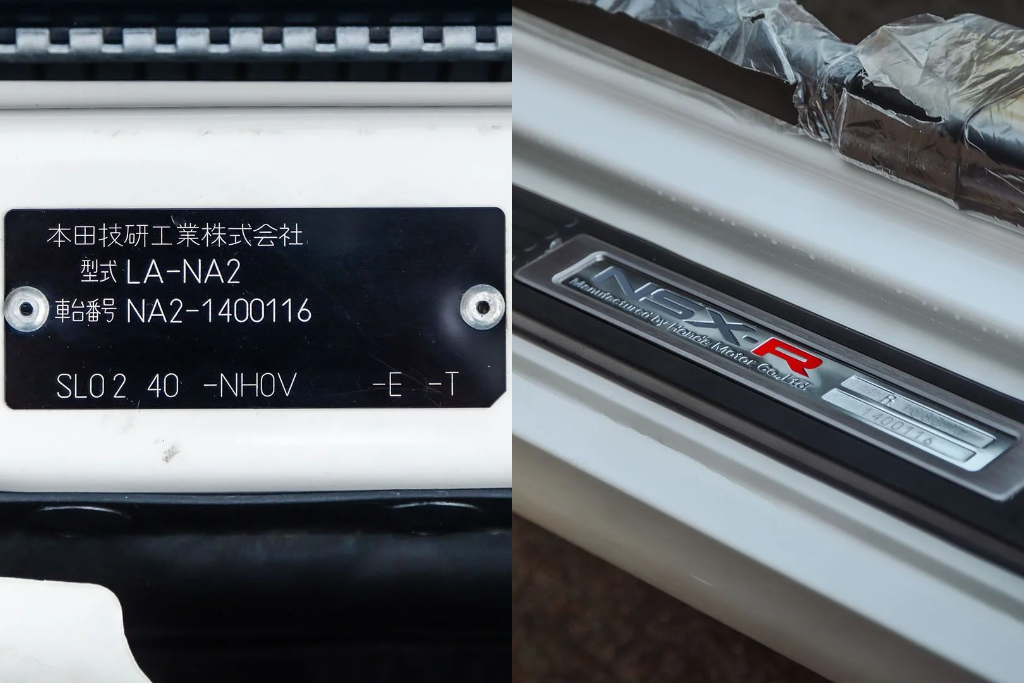 本田技研工業株式会社
型式 LA-NA2
車台番号 NA2-1400116
SL02 40 -NH0V -E -T
NSX-R
Manufactured by Honda Motor Co., Ltd.
B
1400116